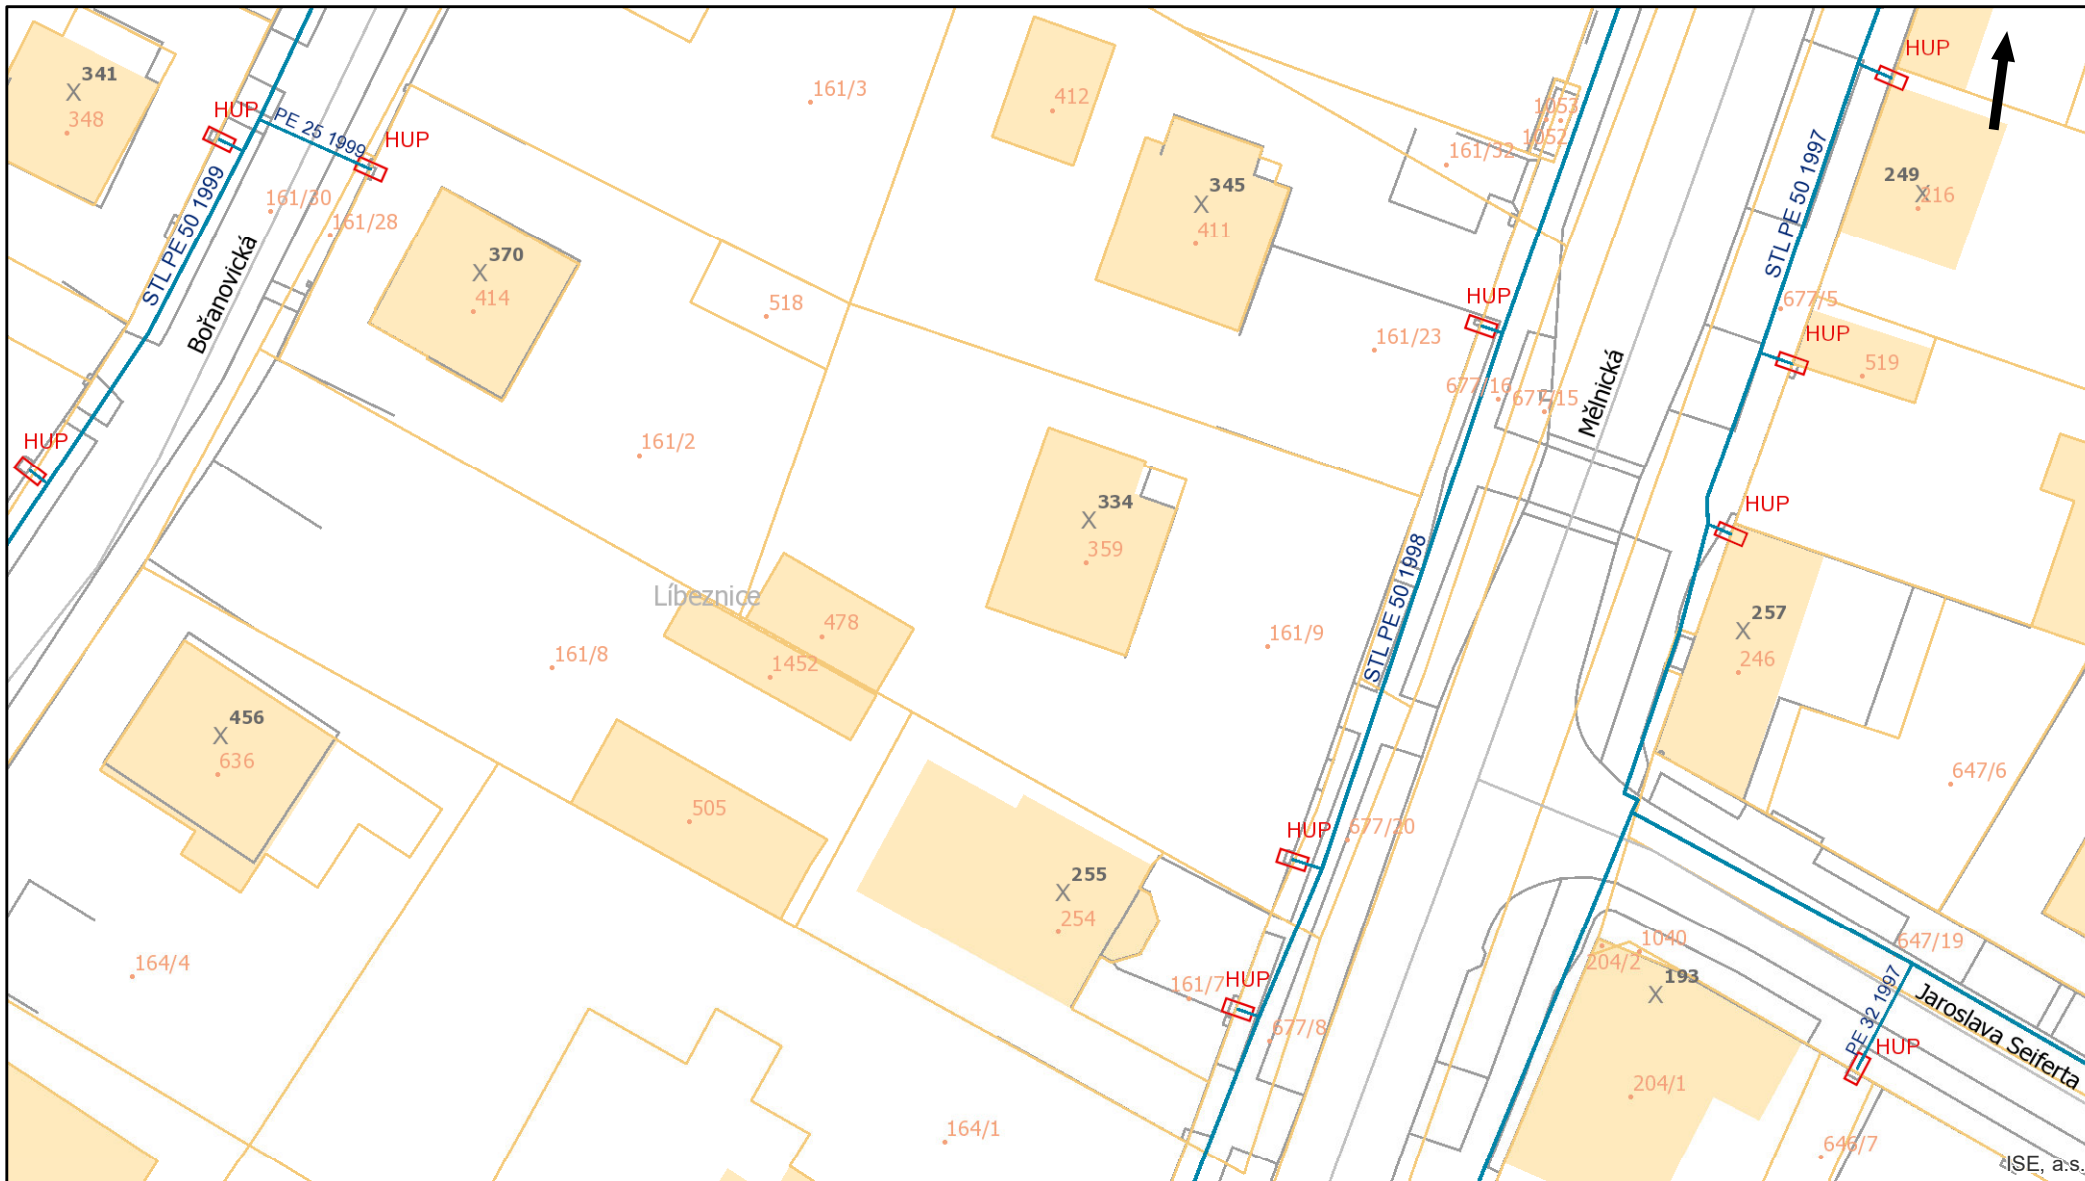 HUP
341
161/3
412
HUP
348
PE 25 1999
HUP
1053
1052
161/32
STL PE 50 1997
249
216
345
161/30
161/28
STL PE 50 1999
411
370
414
Bořanovická
518
HUP
677/5
161/23
HUP
519
Mělnická
677/16
677/15
HUP
161/2
334
HUP
359
STL PE 50 1998
Líbeznice
478
257
161/9
161/8
1452
246
456
636
647/6
505
HUP
677/20
255
254
647/19
1040
204/2
193
164/4
161/7
HUP
PE 32 1997
Jaroslava Seiferta
677/8
HUP
204/1
164/1
646/7
ISE, a.s.